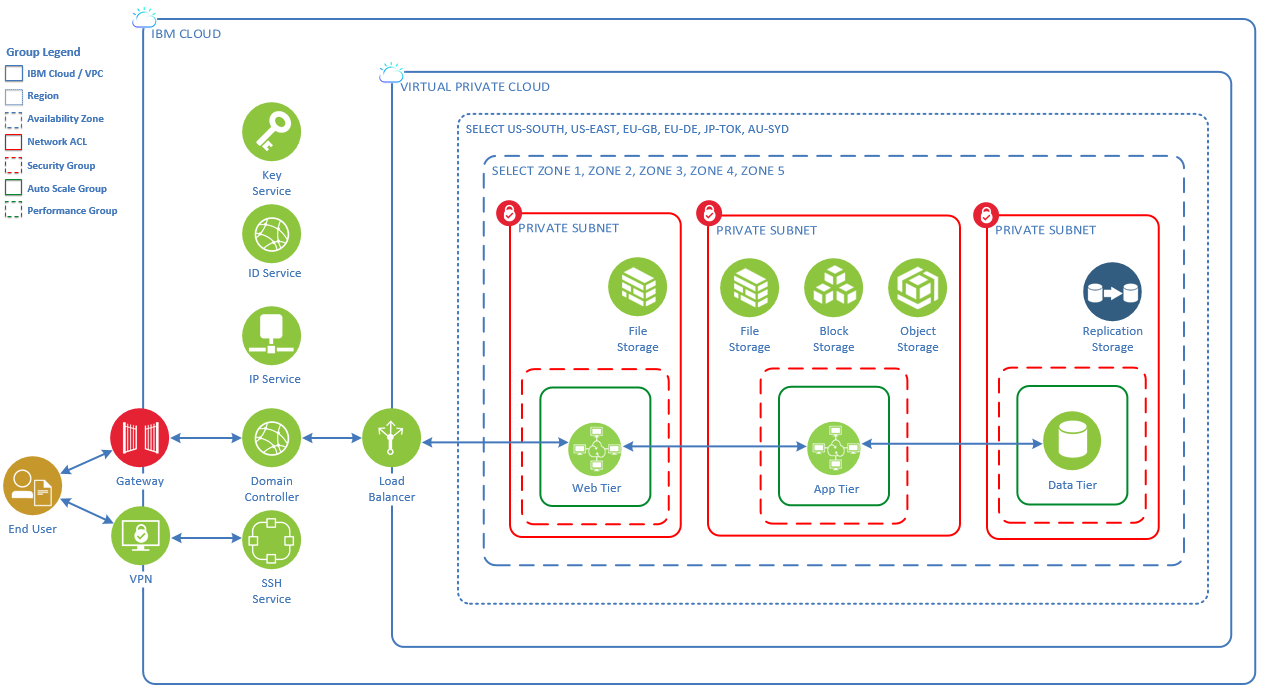 IBM CLOUD
Group Legend
IBM Cloud / VPC
Region
Availability Zone
Network ACL
Security Group
Auto Scale Group
Performance Group
VIRTUAL PRIVATE CLOUD
SELECT US-SOUTH, US-EAST, EU-GB, EU-DE, JP-TOK, AU-SYD
SELECT ZONE 1, ZONE 2, ZONE 3, ZONE 4, ZONE 5
Key
Service
ID Service
IP Service
Domain
Controller
SSH
Service
Gateway
End User
VPN
Load
Balancer
PRIVATE SUBNET
File
Storage
Web Tier
PRIVATE SUBNET
File
Storage
Block
Storage
Object
Storage
App Tier
PRIVATE SUBNET
Replication
Storage
Data Tier